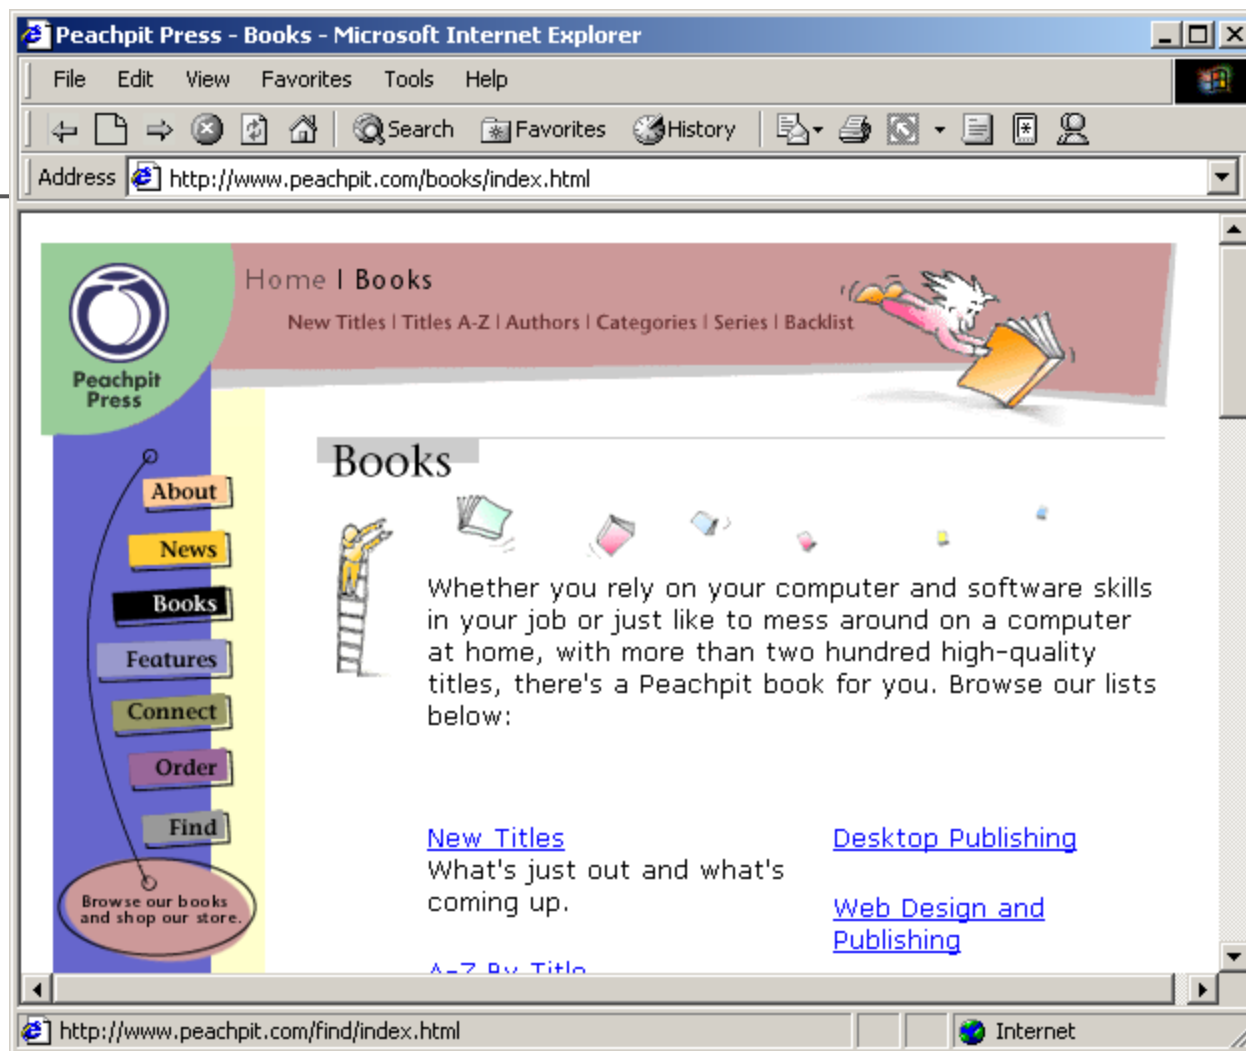 Peachpit Press - Books - Microsoft Internet Explorer
File Edit View Favorites Tools Help
Search Favorites History
Address http://www.peachpit.com/books/index.html
Home | Books
New Titles | Titles A-Z | Authors | Categories | Series | Backlist
Peachpit
Press
Books
About
News
Books
Features
Connect
Order
Find
Browse our books
and shop our store.
Whether you rely on your computer and software skills
in your job or just like to mess around on a computer
at home, with more than two hundred high-quality
titles, there's a Peachpit book for you. Browse our lists
below:
New Titles
What's just out and what's
coming up.
A-Z By Title
Desktop Publishing
Web Design and
Publishing
http://www.peachpit.com/find/index.html
Internet